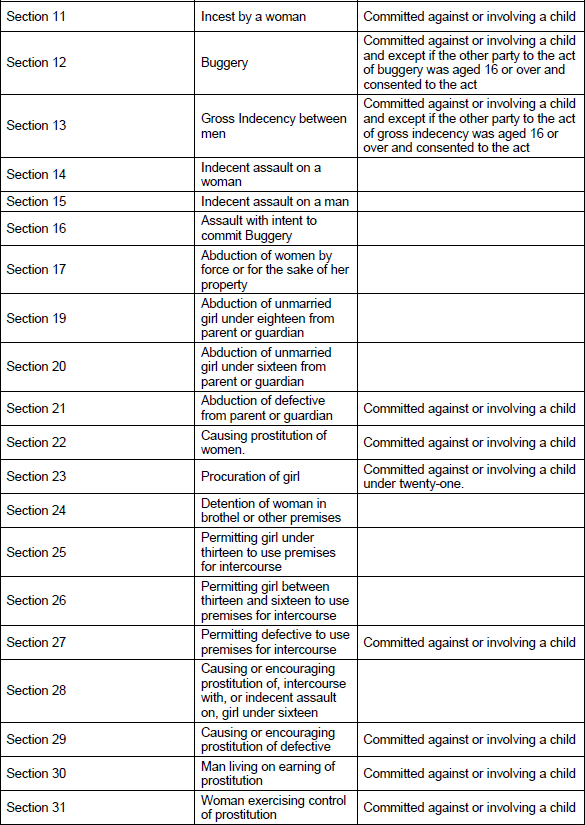 Section 11
Incest by a woman
Committed against or involving a child
Section 12
Buggery
Committed against or involving a child
and except if the other party to the act
of buggery was aged 16 or over and
consented to the act
Section 13
Gross Indecency between
men
Committed against or involving a child
and except if the other party to the act
of gross indecency was aged 16 or
over and consented to the act
Section 14
Indecent assault on a
woman
Section 15
Indecent assault on a man
Section 16
Assault with intent to
commit Buggery
Section 17
Abduction of women by
force or for the sake of her
property
Section 19
Abduction of unmarried
girl under eighteen from
parent or guardian
Section 20
Abduction of unmarried
girl under sixteen from
parent or guardian
Section 21
Abduction of defective
from parent or guardian
Committed against or involving a child
Section 22
Causing prostitution of
women.
Committed against or involving a child
Section 23
Procuration of girl
Committed against or involving a child
under twenty-one.
Section 24
Detention of woman in
brothel or other premises
Section 25
Permitting girl under
thirteen to use premises
for intercourse
Section 26
Permitting girl between
thirteen and sixteen to use
premises for intercourse
Section 27
Permitting defective to use
premises for intercourse
Committed against or involving a child
Section 28
Causing or encouraging
prostitution of, intercourse
with, or indecent assault
on, girl under sixteen
Section 29
Causing or encouraging
prostitution of defective
Committed against or involving a child
Section 30
Man living on earning of
prostitution
Committed against or involving a child
Section 31
Woman exercising control
of prostitution
Committed against or involving a child